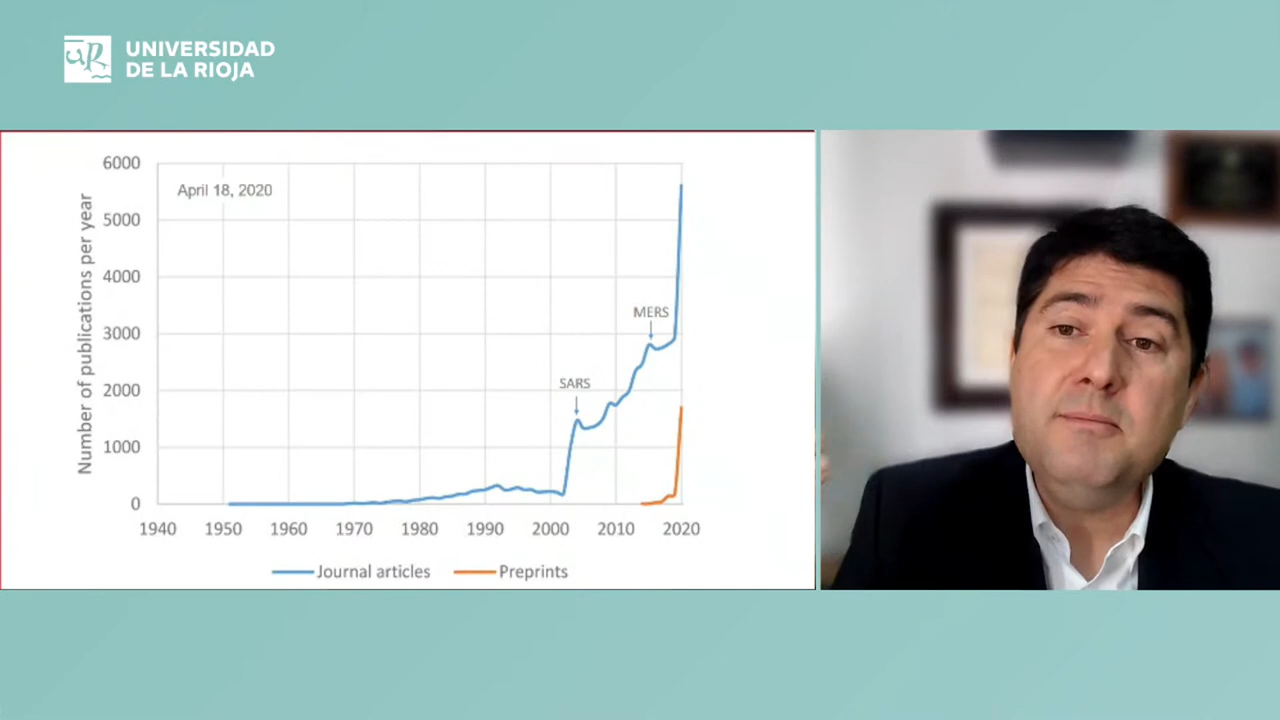 UNIVERSIDAD
DE LA RIOJA
6000
April 18, 2020
5000
4000
3000
2000
1000
0
Number of publications per year
MERS
SARS
1940 1950 1960 1970 1980 1990 2000 2010 2020
Journal articles Preprints